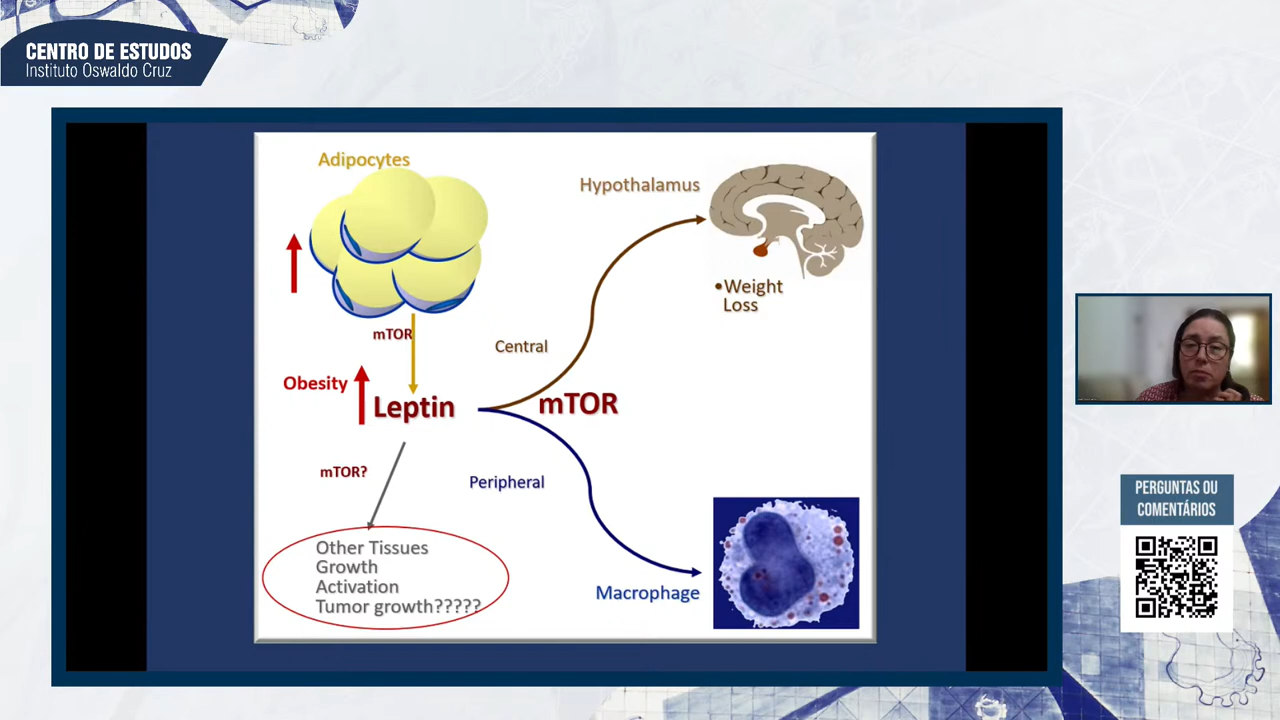 CENTRO DE ESTUDOS
Instituto Oswaldo Cruz
Adipocytes
Hypothalamus
•Weight
Loss
mTOR
Central
Obesity
Leptin
mTOR
mTOR?
Peripheral
Other Tissues
Growth
Activation
Tumor growth?????
Macrophage
PERGUNTAS OU
COMENTÁRIOS